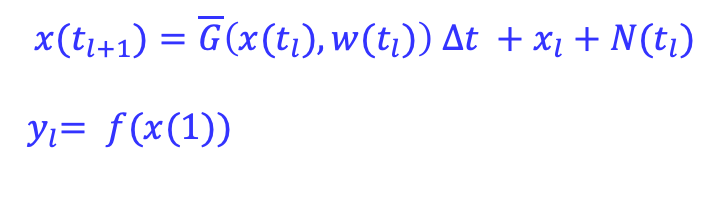 x(t_{l+1}) = \overline{G}(x(t_l), w(t_l)) Δt + x_l + N(t_l)
y_l = f(x(1))